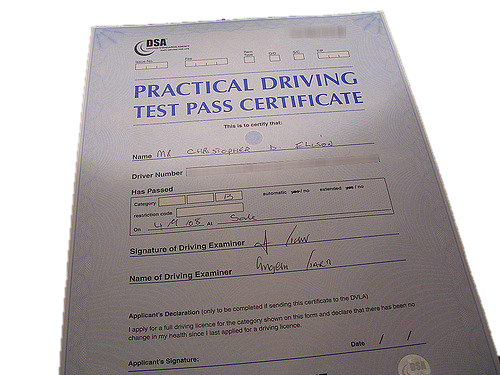 DSA
PRACTICAL DRIVING
TEST PASS CERTIFICATE
This is to certify that:
Name MR CHRISTOPHER D ELLISON
Driver Number
Has Passed
Category B automatic yes / no extended yes / no
restriction code
On At Sale
Signature of Driving Examiner
Name of Driving Examiner
Applicant's Declaration (only to be completed if sending this certificate to the DVLA)
I apply for a full driving licence for the category shown on this form and declare that there has been no
change in my health since I last applied for a driving licence.
Applicant's Signature: Date / /
DSA